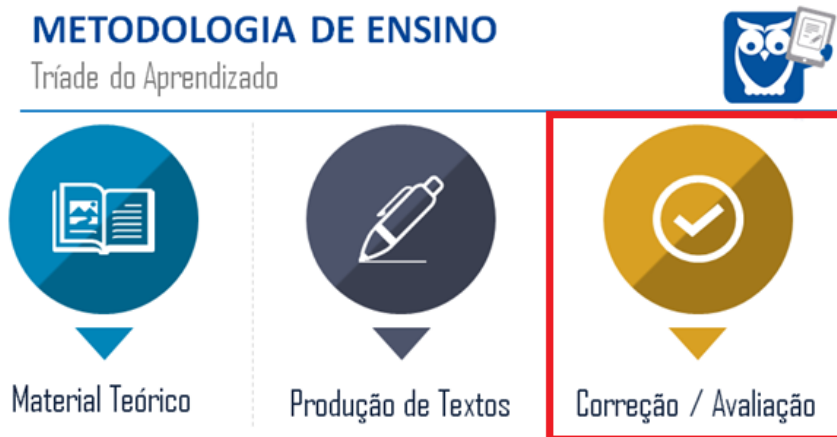 METODOLOGIA DE ENSINO
Tríade do Aprendizado
Material Teórico
Produção de Textos
Correção / Avaliação